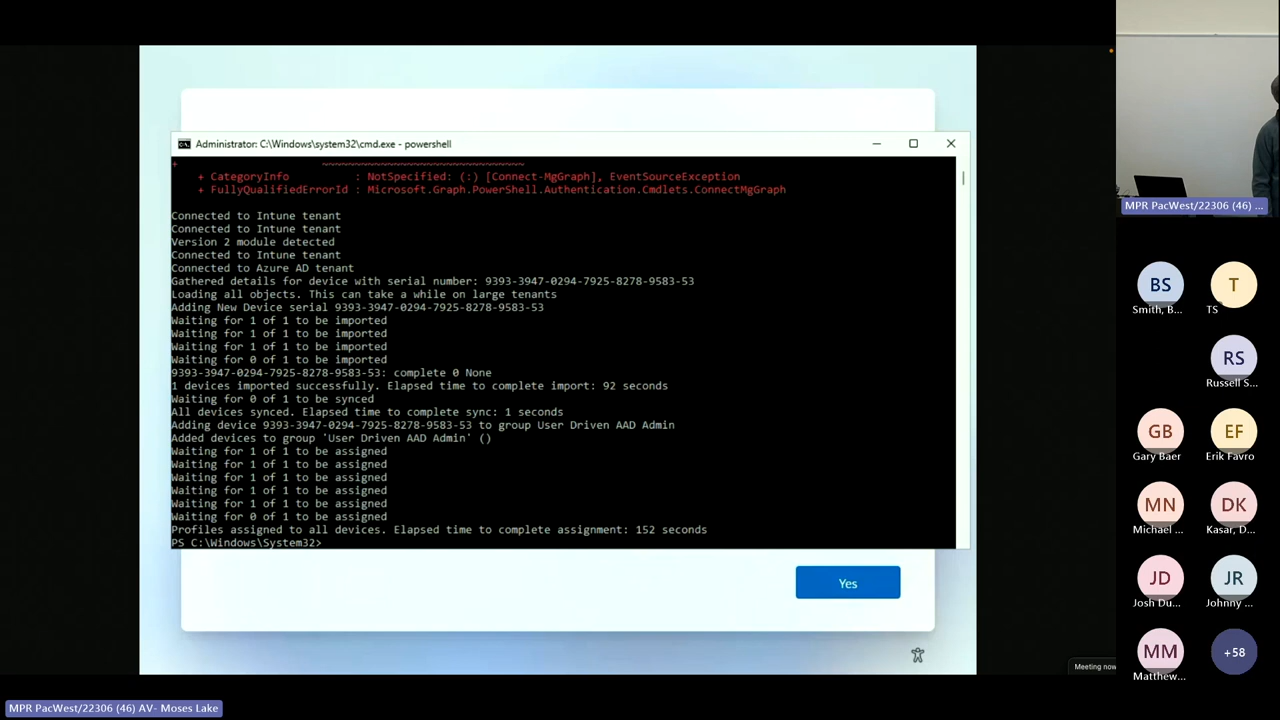 Administrator: C:\Windows\system32\cmd.exe - powershell
+ ~~~~~~~~~~~~~~~~~~~~~~~~~~~~~~~
+ CategoryInfo : NotSpecified: (:) [Connect-MgGraph], EventSourceException
+ FullyQualifiedErrorId : Microsoft.Graph.PowerShell.Authentication.Cmdlets.ConnectMgGraph
Connected to Intune tenant
Connected to Intune tenant
Version 2 module detected
Connected to Intune tenant
Connected to Azure AD tenant
Gathered details for device with serial number: 9393-3947-0294-7925-8278-9583-53
Loading all objects. This can take a while on large tenants
Adding New Device serial 9393-3947-0294-7925-8278-9583-53
Waiting for 1 of 1 to be imported
Waiting for 1 of 1 to be imported
Waiting for 1 of 1 to be imported
Waiting for 0 of 1 to be imported
9393-3947-0294-7925-8278-9583-53: complete 0 None
1 devices imported successfully. Elapsed time to complete import: 92 seconds
Waiting for 0 of 1 to be synced
All devices synced. Elapsed time to complete sync: 1 seconds
Adding device 9393-3947-0294-7925-8278-9583-53 to group User Driven AAD Admin
Added devices to group 'User Driven AAD Admin' ()
Waiting for 1 of 1 to be assigned
Waiting for 1 of 1 to be assigned
Waiting for 1 of 1 to be assigned
Waiting for 1 of 1 to be assigned
Waiting for 1 of 1 to be assigned
Waiting for 0 of 1 to be assigned
Profiles assigned to all devices. Elapsed time to complete assignment: 152 seconds
PS C:\Windows\System32>
Yes
MPR PacWest/22306 (46) ...
BS
Smith, B...
T
TS
RS
Russell S...
GB
Gary Baer
EF
Erik Favro
MN
Michael ...
DK
Kasar, D...
JD
Josh Du...
JR
Johnny ...
MM
Matthew...
+58
Meeting now
MPR PacWest/22306 (46) AV- Moses Lake